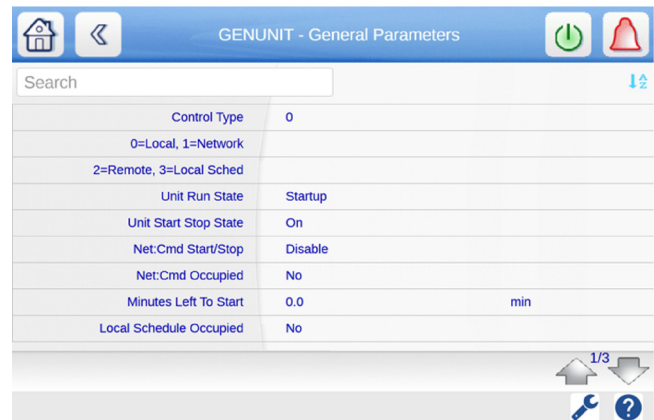 GENUNIT - General Parameters
Search
A
Z
Control Type 0
0=Local, 1=Network
2=Remote, 3=Local Sched
Unit Run State Startup
Unit Start Stop State On
Net:Cmd Start/Stop Disable
Net:Cmd Occupied No
Minutes Left To Start 0.0 min
Local Schedule Occupied No
1/3
?